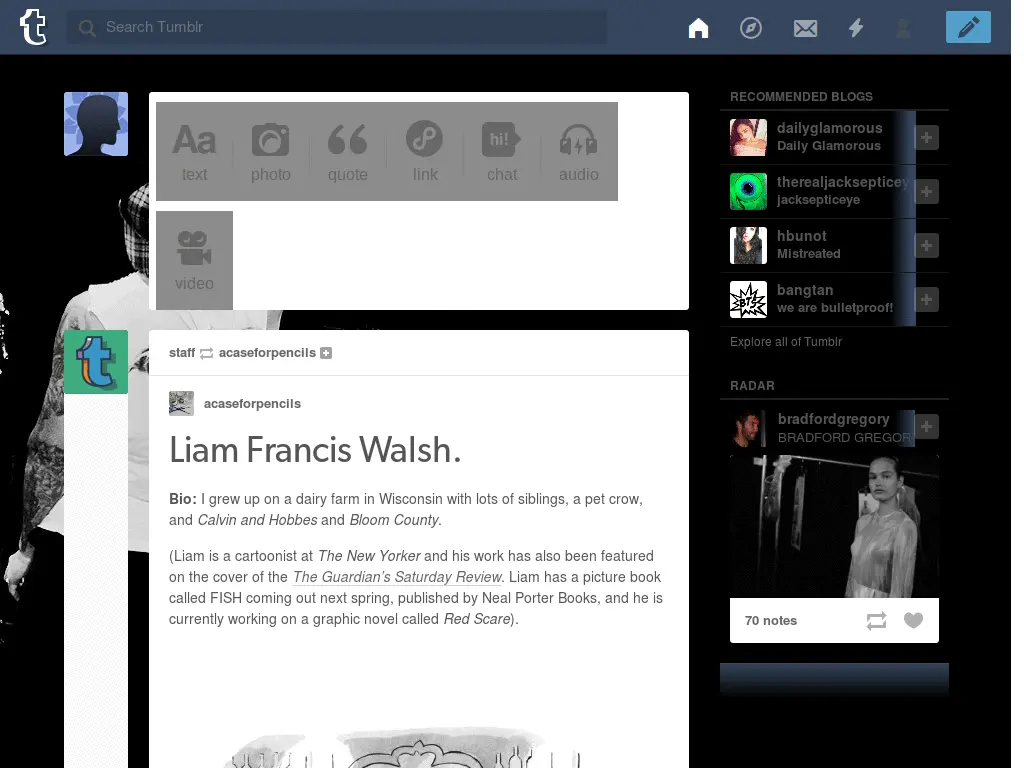 Search Tumblr
Aa
hi!
text
photo
quote
link
chat
audio
video
staff acaseforpencils
acaseforpencils
Liam Francis Walsh.
Bio: I grew up on a dairy farm in Wisconsin with lots of siblings, a pet crow,
and Calvin and Hobbes and Bloom County.
(Liam is a cartoonist at The New Yorker and his work has also been featured
on the cover of the The Guardian's Saturday Review. Liam has a picture book
called FISH coming out next spring, published by Neal Porter Books, and he is
currently working on a graphic novel called Red Scare).
RECOMMENDED BLOGS
dailyglamorous
Daily Glamorous
therealjacksepticey
jacksepticeye
hbunot
Mistreated
BTS
bangtan
we are bulletproof!
Explore all of Tumblr
RADAR
bradfordgregory
BRADFORD GREGOR
70 notes